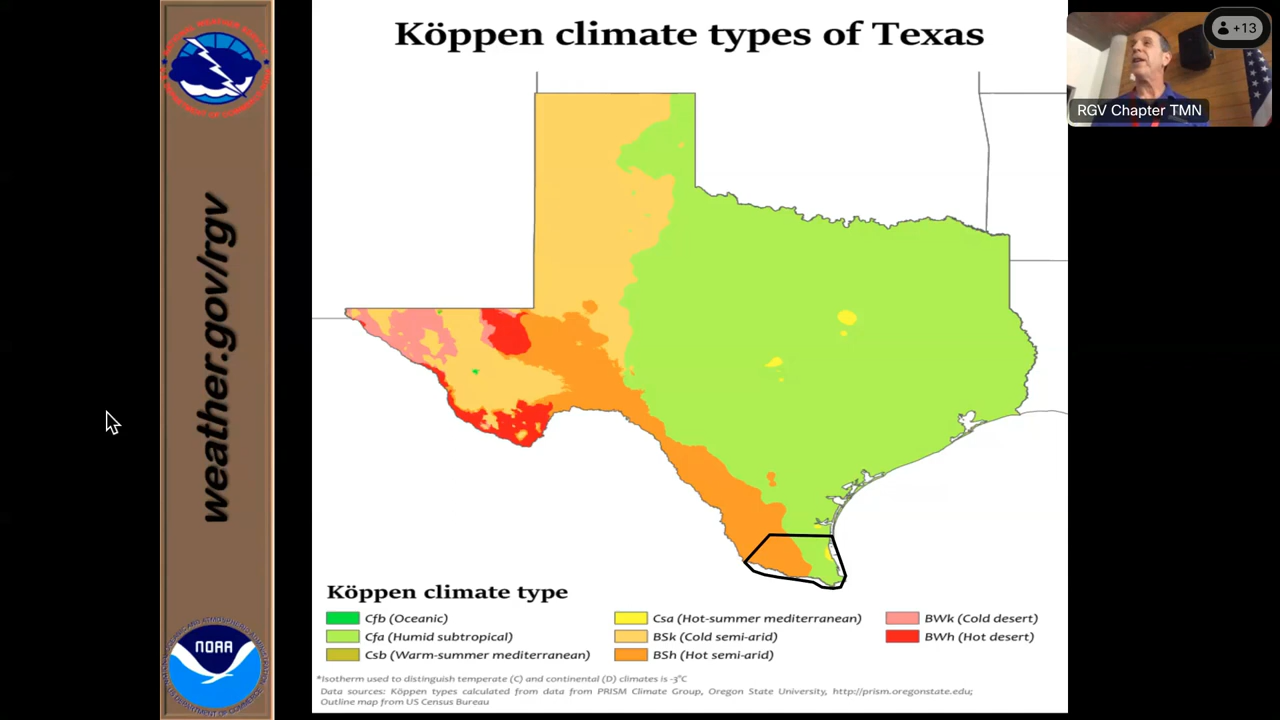 Köppen climate types of Texas
+13
RGV Chapter TMN
weather.gov/rgv
Köppen climate type
Cfb (Oceanic)
Cfa (Humid subtropical)
Csb (Warm-summer mediterranean)
Csa (Hot-summer mediterranean)
BSk (Cold semi-arid)
BSh (Hot semi-arid)
BWk (Cold desert)
BWh (Hot desert)
*Isotherm used to distinguish temperate (C) and continental (D) climates is -3°C
Data sources: Köppen types calculated from data from PRISM Climate Group, Oregon State University, http://prism.oregonstate.edu;
Outline map from US Census Bureau
NOAA